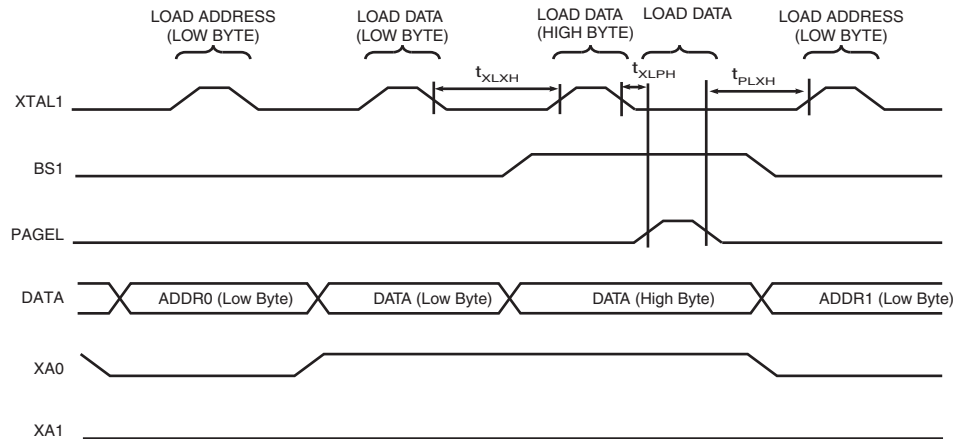 LOAD ADDRESS
(LOW BYTE)
LOAD DATA
(LOW BYTE)
LOAD DATA
(HIGH BYTE)
LOAD DATA
LOAD ADDRESS
(LOW BYTE)
tXLXH
tXLPH
tPLXH
XTAL1
BS1
PAGEL
DATA
ADDR0 (Low Byte)
DATA (Low Byte)
DATA (High Byte)
ADDR1 (Low Byte)
XA0
XA1